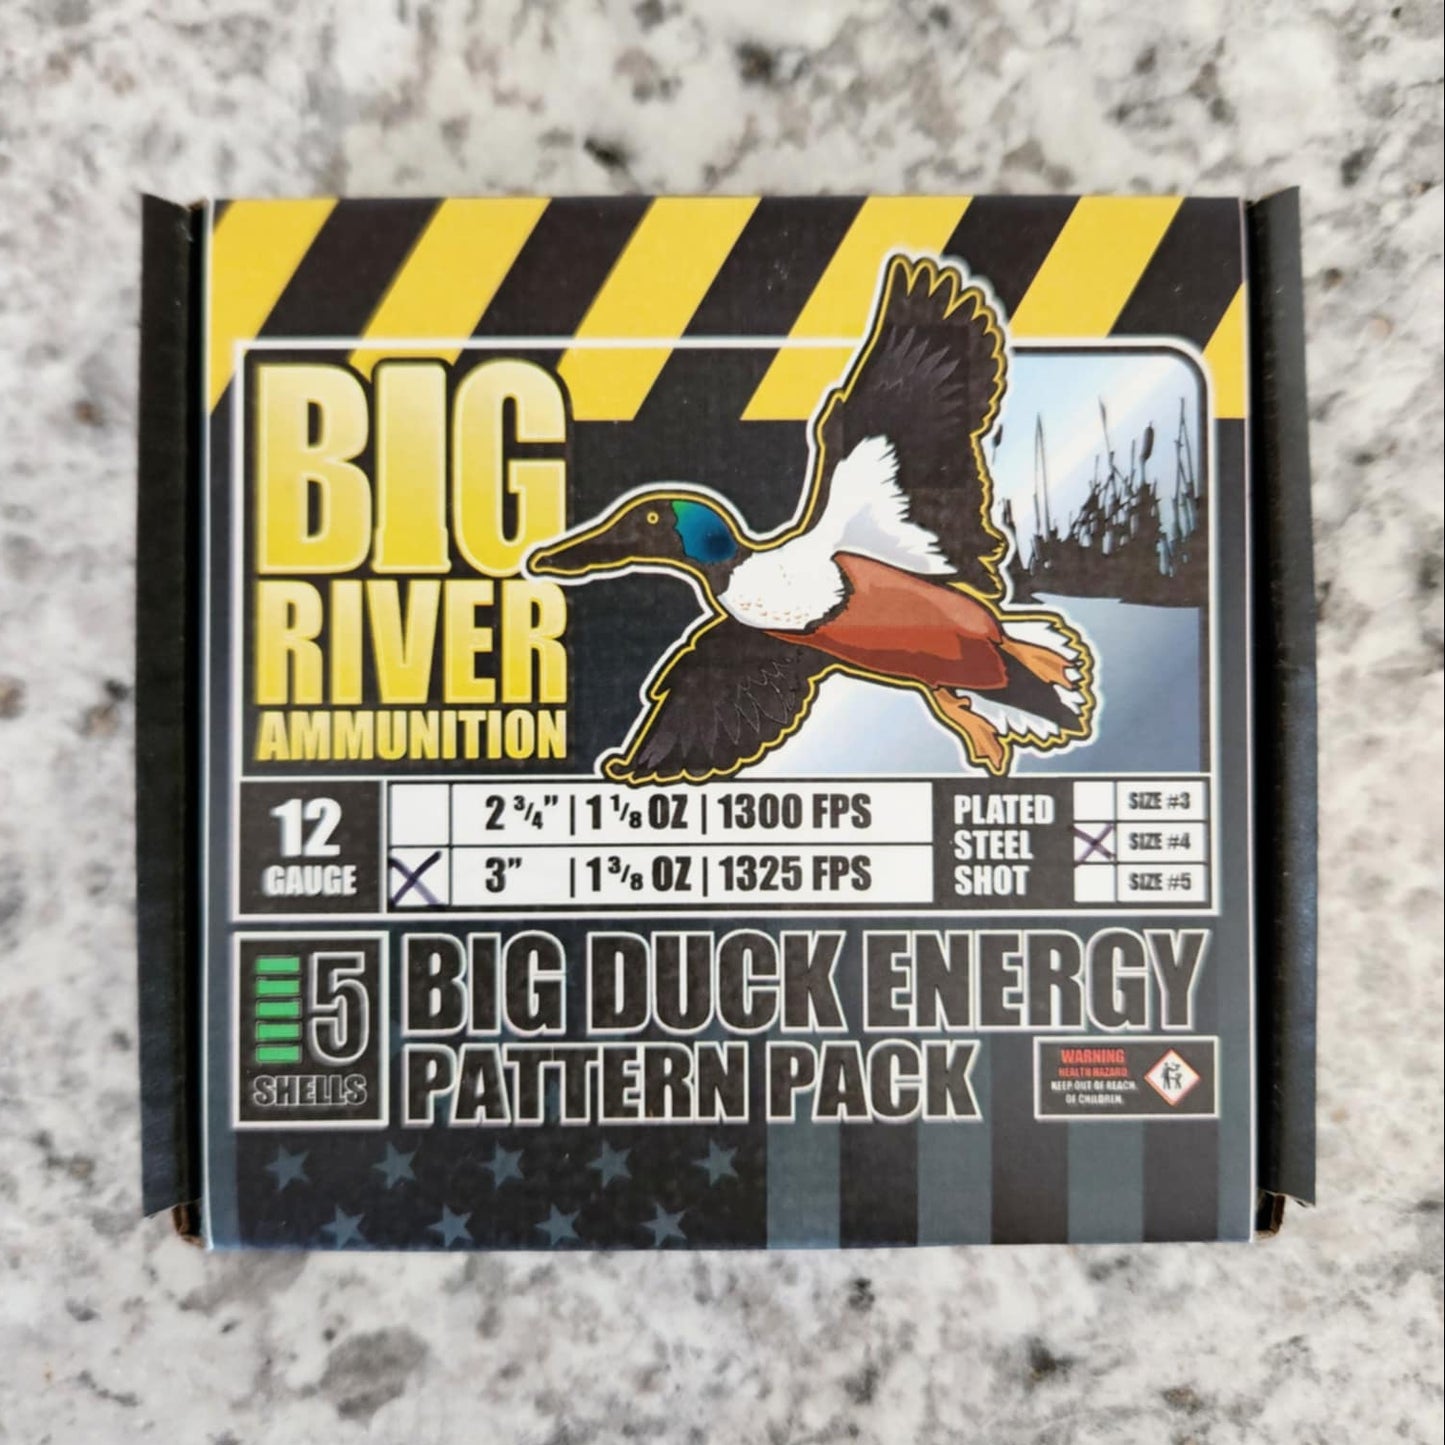 BIG
RIVER
AMMUNITION
12
GAUGE
2 ¾" | 1 ⅛ OZ | 1300 FPS
X 3" | 1 ⅜ OZ | 1325 FPS
PLATED
STEEL
SHOT
SIZE #3
X SIZE #4
SIZE #5
5
SHELLS
BIG DUCK ENERGY
PATTERN PACK
WARNING
HEALTH HAZARD.
KEEP OUT OF REACH
OF CHILDREN.